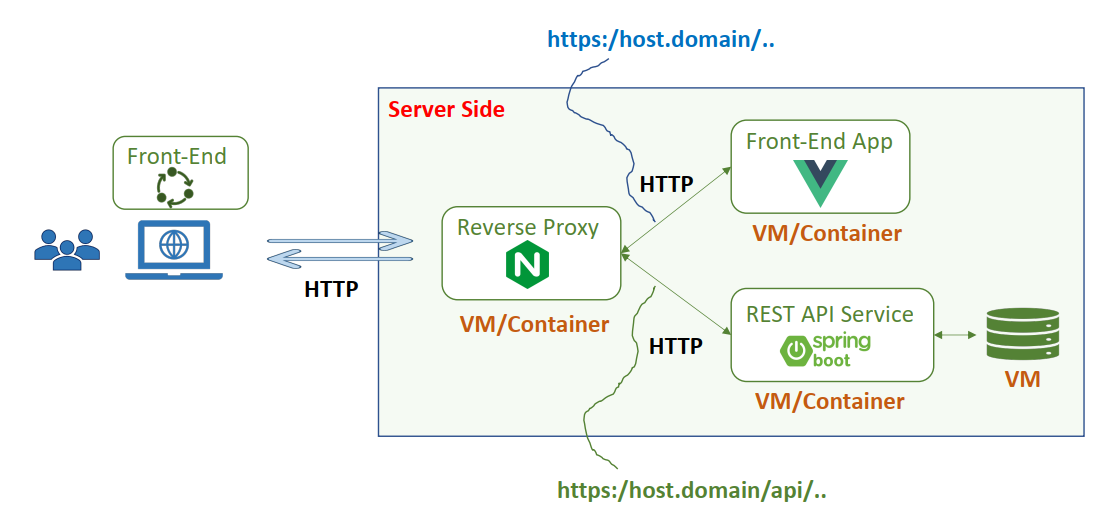 https:/host.domain/..
Server Side
Front-End
Front-End App
HTTP
VM/Container
Reverse Proxy
N
HTTP
VM/Container
REST API Service
spring
boot
HTTP
VM
VM/Container
https:/host.domain/api/..